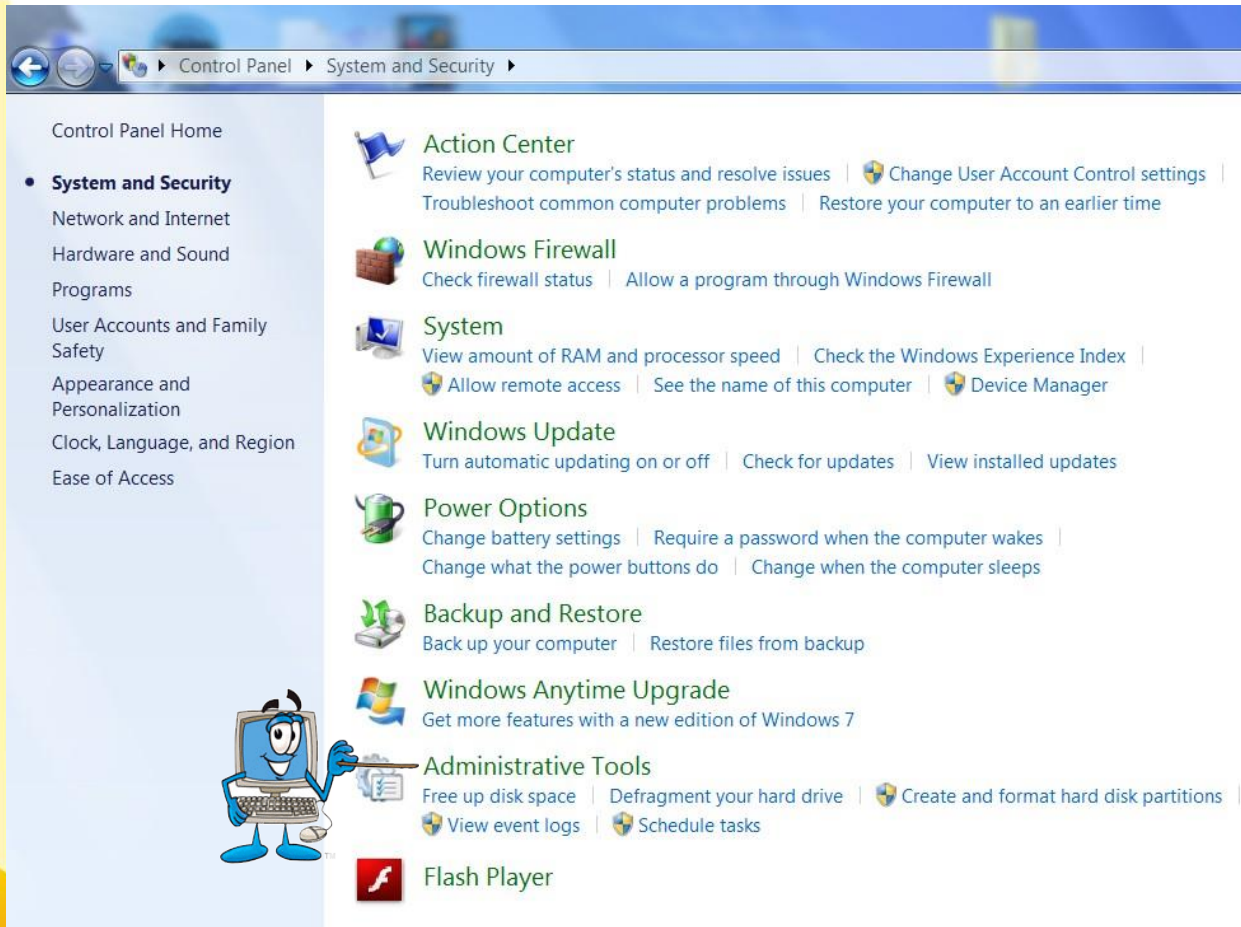 Control Panel System and Security
Control Panel Home
System and Security
Network and Internet
Hardware and Sound
Programs
User Accounts and Family
Safety
Appearance and
Personalization
Clock, Language, and Region
Ease of Access
Action Center
Review your computer's status and resolve issues Change User Account Control settings
Troubleshoot common computer problems Restore your computer to an earlier time
Windows Firewall
Check firewall status Allow a program through Windows Firewall
System
View amount of RAM and processor speed Check the Windows Experience Index
Allow remote access See the name of this computer Device Manager
Windows Update
Turn automatic updating on or off Check for updates View installed updates
Power Options
Change battery settings Require a password when the computer wakes
Change what the power buttons do Change when the computer sleeps
Backup and Restore
Back up your computer Restore files from backup
Windows Anytime Upgrade
Get more features with a new edition of Windows 7
Administrative Tools
Free up disk space Defragment your hard drive Create and format hard disk partitions
View event logs Schedule tasks
TM
Flash Player